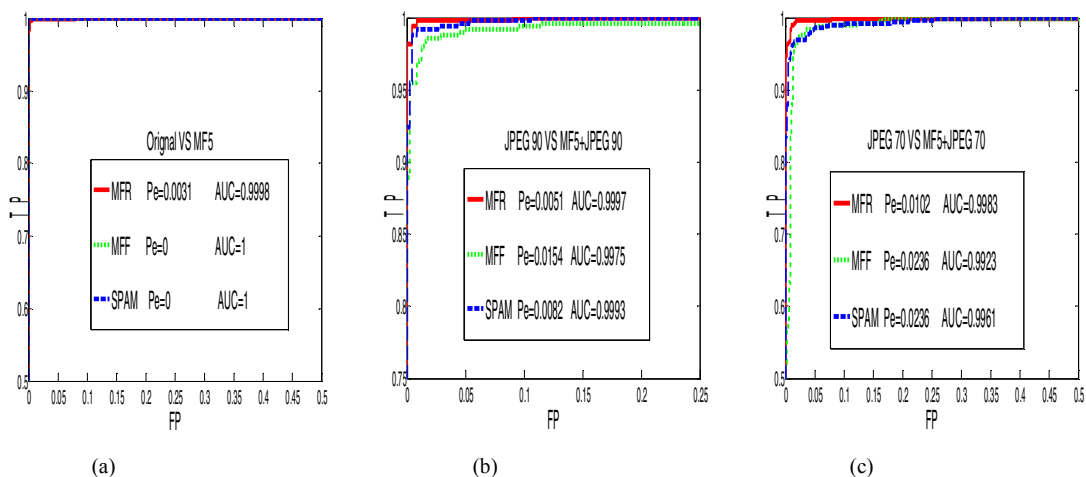 1
0.9
0.8
0.7
0.6
0.5
T P
0 0.05 0.1 0.15 0.2 0.25 0.3 0.35 0.4 0.45 0.5
FP
Orignal VS MF5
MFR Pe=0.0031 AUC=0.9998
MFF Pe=0 AUC=1
SPAM Pe=0 AUC=1
(a)
1
0.95
0.9
0.85
0.8
0.75
T P
0 0.05 0.1 0.15 0.2 0.25
FP
JPEG 90 VS MF5+JPEG 90
MFR Pe=0.0051 AUC=0.9997
MFF Pe=0.0154 AUC=0.9975
SPAM Pe=0.0082 AUC=0.9993
(b)
1
0.9
0.8
0.7
0.6
0.5
T P
0 0.05 0.1 0.15 0.2 0.25 0.3 0.35 0.4 0.45 0.5
FP
JPEG 70 VS MF5+JPEG 70
MFR Pe=0.0102 AUC=0.9983
MFF Pe=0.0236 AUC=0.9923
SPAM Pe=0.0236 AUC=0.9961
(c)